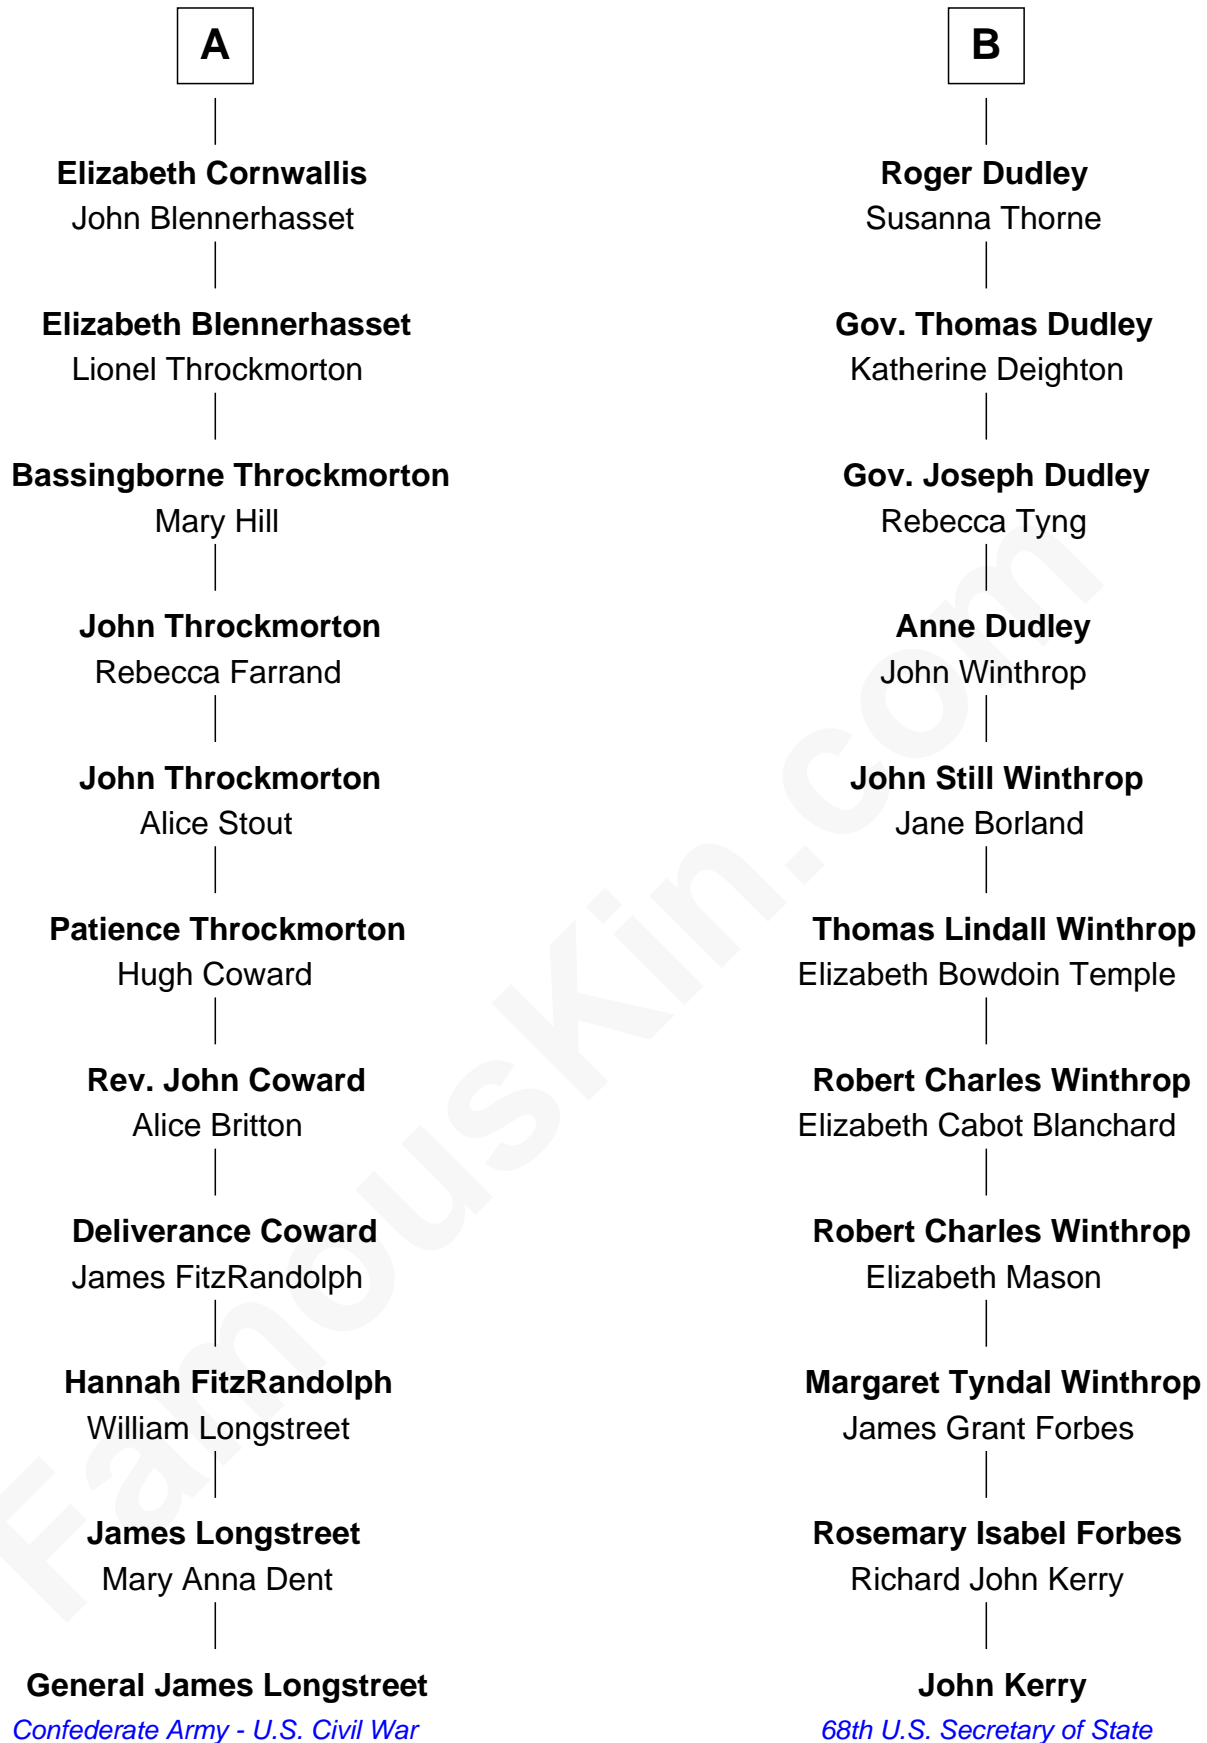 A
Elizabeth Cornwallis
John Blennerhasset
Elizabeth Blennerhasset
Lionel Throckmorton
Bassingborne Throckmorton
Mary Hill
John Throckmorton
Rebecca Farrand
John Throckmorton
Alice Stout
Patience Throckmorton
Hugh Coward
Rev. John Coward
Alice Britton
Deliverance Coward
James FitzRandolph
Hannah FitzRandolph
William Longstreet
James Longstreet
Mary Anna Dent
General James Longstreet
Confederate Army - U.S. Civil War
B
Roger Dudley
Susanna Thorne
Gov. Thomas Dudley
Katherine Deighton
Gov. Joseph Dudley
Rebecca Tyng
Anne Dudley
John Winthrop
John Still Winthrop
Jane Borland
Thomas Lindall Winthrop
Elizabeth Bowdoin Temple
Robert Charles Winthrop
Elizabeth Cabot Blanchard
Robert Charles Winthrop
Elizabeth Mason
Margaret Tyndal Winthrop
James Grant Forbes
Rosemary Isabel Forbes
Richard John Kerry
John Kerry
68th U.S. Secretary of State
FamousKin.com